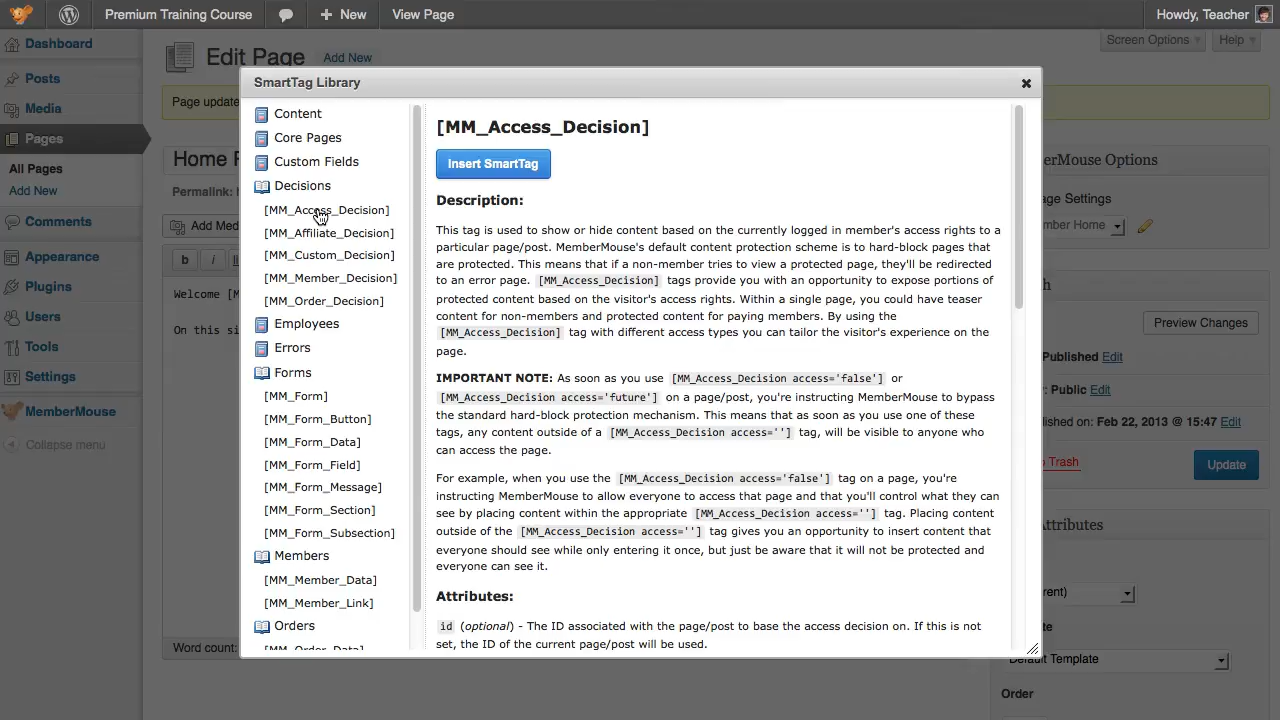 Premium Training Course
New
View Page
Howdy, Teacher
Dashboard
Posts
Media
Pages
All Pages
Add New
Comments
Appearance
Plugins
Users
Tools
Settings
MemberMouse
Collapse menu
Edit Page
Add New
Screen Options
Help
Page update
Home
Permalink:
Add Med
b
i
Welcome [M
On this si
Word count:
SmartTag Library
Content
Core Pages
Custom Fields
Decisions
[MM_Access_Decision]
[MM_Affiliate_Decision]
[MM_Custom_Decision]
[MM_Member_Decision]
[MM_Order_Decision]
Employees
Errors
Forms
[MM_Form]
[MM_Form_Button]
[MM_Form_Data]
[MM_Form_Field]
[MM_Form_Message]
[MM_Form_Section]
[MM_Form_Subsection]
Members
[MM_Member_Data]
[MM_Member_Link]
Orders
[MM_Order_Data]
[MM_Access_Decision]
Insert SmartTag
Description:
This tag is used to show or hide content based on the currently logged in member's access rights to a
particular page/post. MemberMouse's default content protection scheme is to hard-block pages that
are protected. This means that if a non-member tries to view a protected page, they'll be redirected
to an error page. [MM_Access_Decision] tags provide you with an opportunity to expose portions of
protected content based on the visitor's access rights. Within a single page, you could have teaser
content for non-members and protected content for paying members. By using the
[MM_Access_Decision] tag with different access types you can tailor the visitor's experience on the
page.
IMPORTANT NOTE: As soon as you use [MM_Access_Decision access='false'] or
[MM_Access_Decision access='future'] on a page/post, you're instructing MemberMouse to bypass
the standard hard-block protection mechanism. This means that as soon as you use one of these
tags, any content outside of a [MM_Access_Decision access=''] tag, will be visible to anyone who
can access the page.
For example, when you use the [MM_Access_Decision access='false'] tag on a page, you're
instructing MemberMouse to allow everyone to access that page and that you'll control what they can
see by placing content within the appropriate [MM_Access_Decision access=''] tag. Placing content
outside of the [MM_Access_Decision access=''] tag gives you an opportunity to insert content that
everyone should see while only entering it once, but just be aware that it will not be protected and
everyone can see it.
Attributes:
id (optional) - The ID associated with the page/post to base the access decision on. If this is not
set, the ID of the current page/post will be used.
erMouse Options
age Settings
mber Home
Preview Changes
Published Edit
Public Edit
shed on: Feb 22, 2013 @ 15:47 Edit
o Trash
Update
Attributes
rent)
Default Template
Order